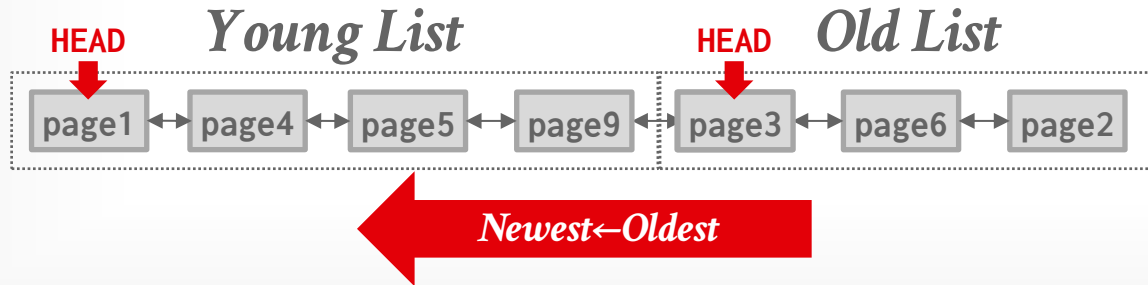 Young List
Old List
HEAD
HEAD
page1
page4
page5
page9
page3
page6
page2
Newest←Oldest